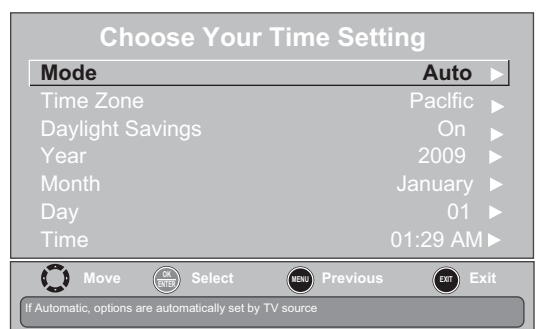 Choose Your Time Setting
Mode Auto
Time Zone Paclfic
Daylight Savings On
Year 2009
Month January
Day 01
Time 01:29 AM
Move OK ENTER Select MENU Previous EXIT Exit
If Automatic, options are automatically set by TV source